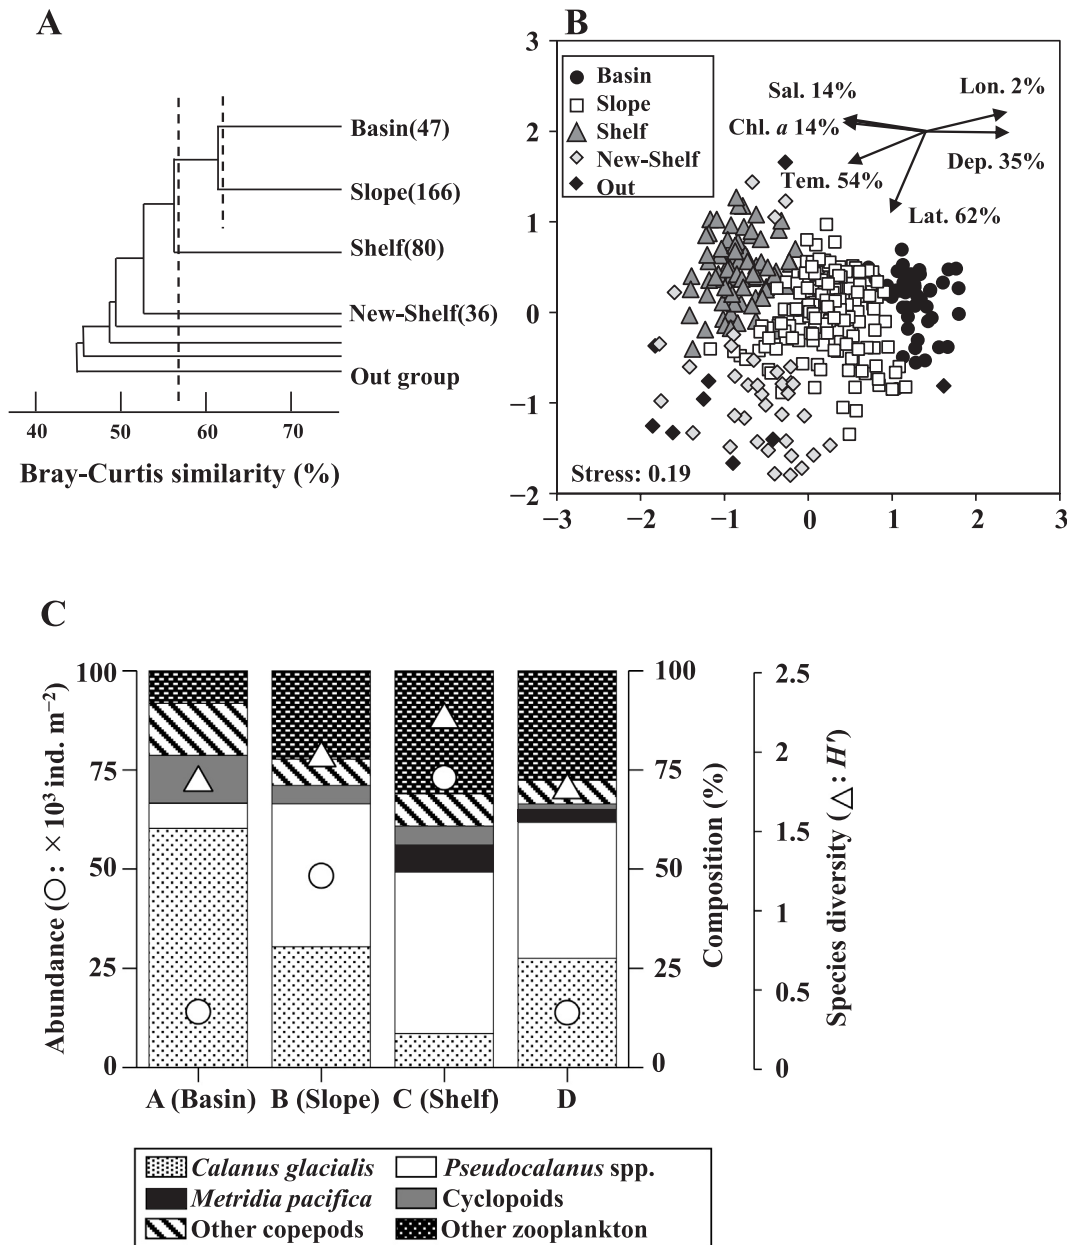 A
Basin(47)
Slope(166)
Shelf(80)
New-Shelf(36)
Out group
40 50 60 70
Bray-Curtis similarity (%)
B
3
2
1
0
−1
−2
−3 −2 −1 0 1 2 3
Basin
Slope
Shelf
New-Shelf
Out
Sal. 14%
Chl. a 14%
Tem. 54%
Lon. 2%
Dep. 35%
Lat. 62%
Stress: 0.19
C
Abundance (○: ×10³ ind. m⁻²)
100
75
50
25
0
A (Basin) B (Slope) C (Shelf) D
100
75
50
25
0
Composition (%)
2.5
2
1.5
1
0.5
0
Species diversity (△: H')
Calanus glacialis Pseudocalanus spp.
Metridia pacifica Cyclopoids
Other copepods Other zooplankton